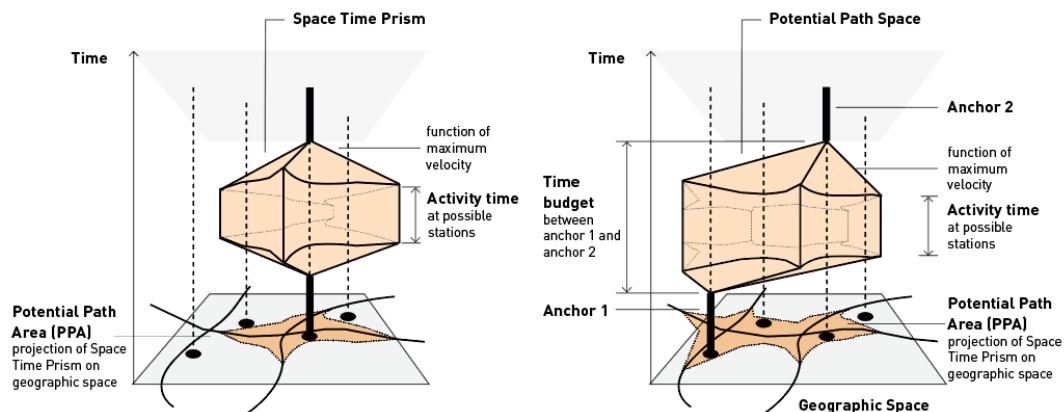 Space Time Prism
Time
function of
maximum
velocity
Activity time
at possible
stations
Potential Path
Area (PPA)
projection of Space
Time Prism on
geographic space
Potential Path Space
Time
Anchor 2
function of
maximum
velocity
Time
budget
between
anchor 1 and
anchor 2
Activity time
at possible
stations
Anchor 1
Potential Path
Area (PPA)
projection of Space
Time Prism on
geographic space
Geographic Space